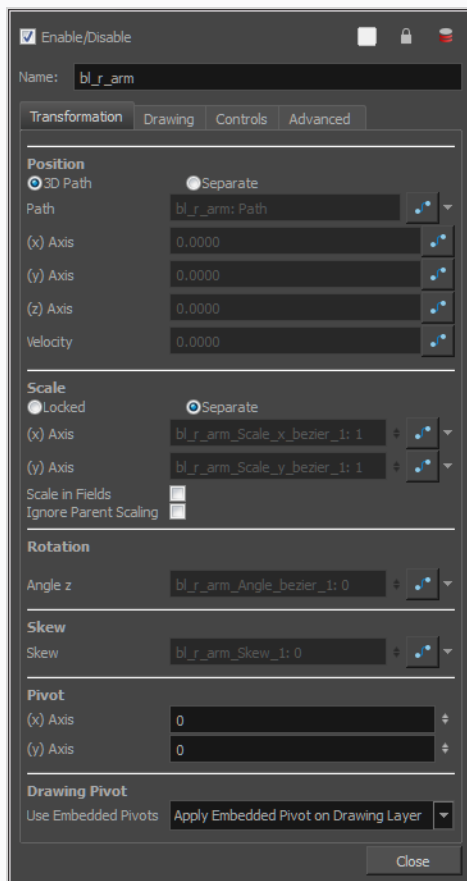 Enable/Disable
Name: bl_r_arm
Transformation Drawing Controls Advanced
Position
3D Path Separate
Path bl_r_arm: Path
(x) Axis 0.0000
(y) Axis 0.0000
(z) Axis 0.0000
Velocity 0.0000
Scale
Locked Separate
(x) Axis bl_r_arm_Scale_x_bezier_1: 1
(y) Axis bl_r_arm_Scale_y_bezier_1: 1
Scale in Fields
Ignore Parent Scaling
Rotation
Angle z bl_r_arm_Angle_bezier_1: 0
Skew
Skew bl_r_arm_Skew_1: 0
Pivot
(x) Axis 0
(y) Axis 0
Drawing Pivot
Use Embedded Pivots Apply Embedded Pivot on Drawing Layer
Close